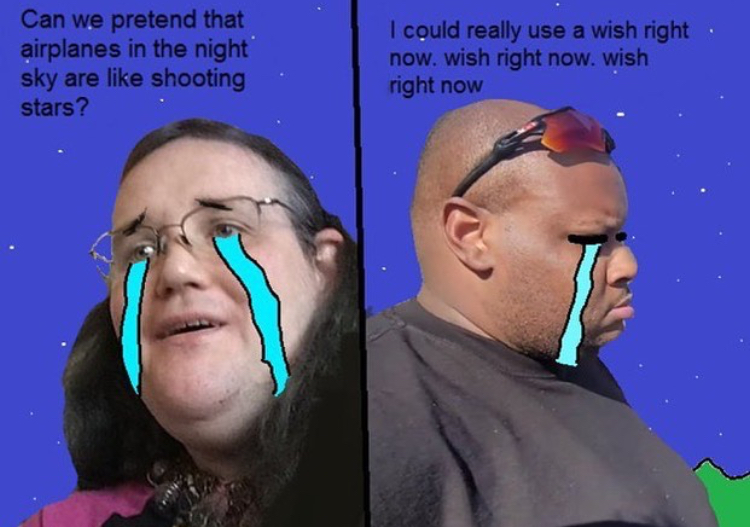 Can we pretend that
airplanes in the night
sky are like shooting
stars?
I could really use a wish right
now. wish right now. wish
right now